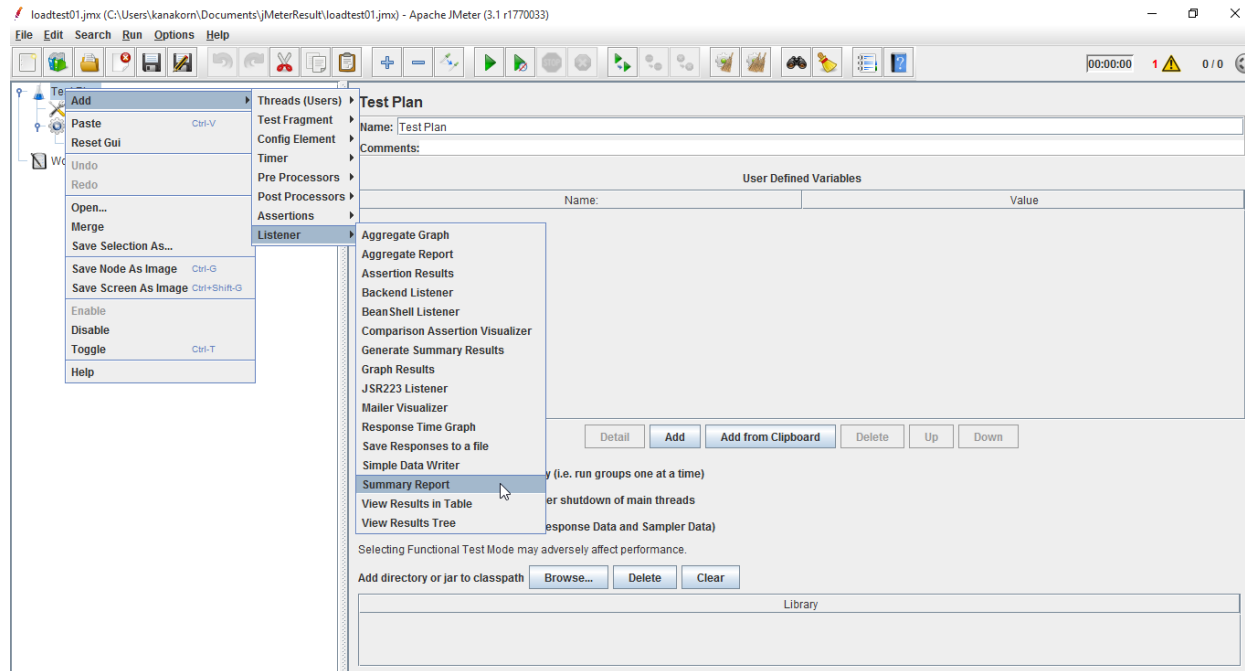 loadtest01.jmx (C:\Users\kanakorn\Documents\jMeterResult\loadtest01.jmx) - Apache JMeter (3.1 r1770033)
File Edit Search Run Options Help
00:00:00 1 0 / 0
Add
Paste Ctrl-V
Reset Gui
Undo
Redo
Open...
Merge
Save Selection As...
Save Node As Image Ctrl-G
Save Screen As Image Ctrl+Shift-G
Enable
Disable
Toggle Ctrl-T
Help
Threads (Users)
Test Fragment
Config Element
Timer
Pre Processors
Post Processors
Assertions
Listener
Aggregate Graph
Aggregate Report
Assertion Results
Backend Listener
BeanShell Listener
Comparison Assertion Visualizer
Generate Summary Results
Graph Results
JSR223 Listener
Mailer Visualizer
Response Time Graph
Save Responses to a file
Simple Data Writer
Summary Report
View Results in Table
View Results Tree
Test Plan
Name: Test Plan
Comments:
User Defined Variables
Name: Value
Detail Add Add from Clipboard Delete Up Down
(i.e. run groups one at a time)
shutdown of main threads
Data and Sampler Data)
Selecting Functional Test Mode may adversely affect performance.
Add directory or jar to classpath Browse... Delete Clear
Library